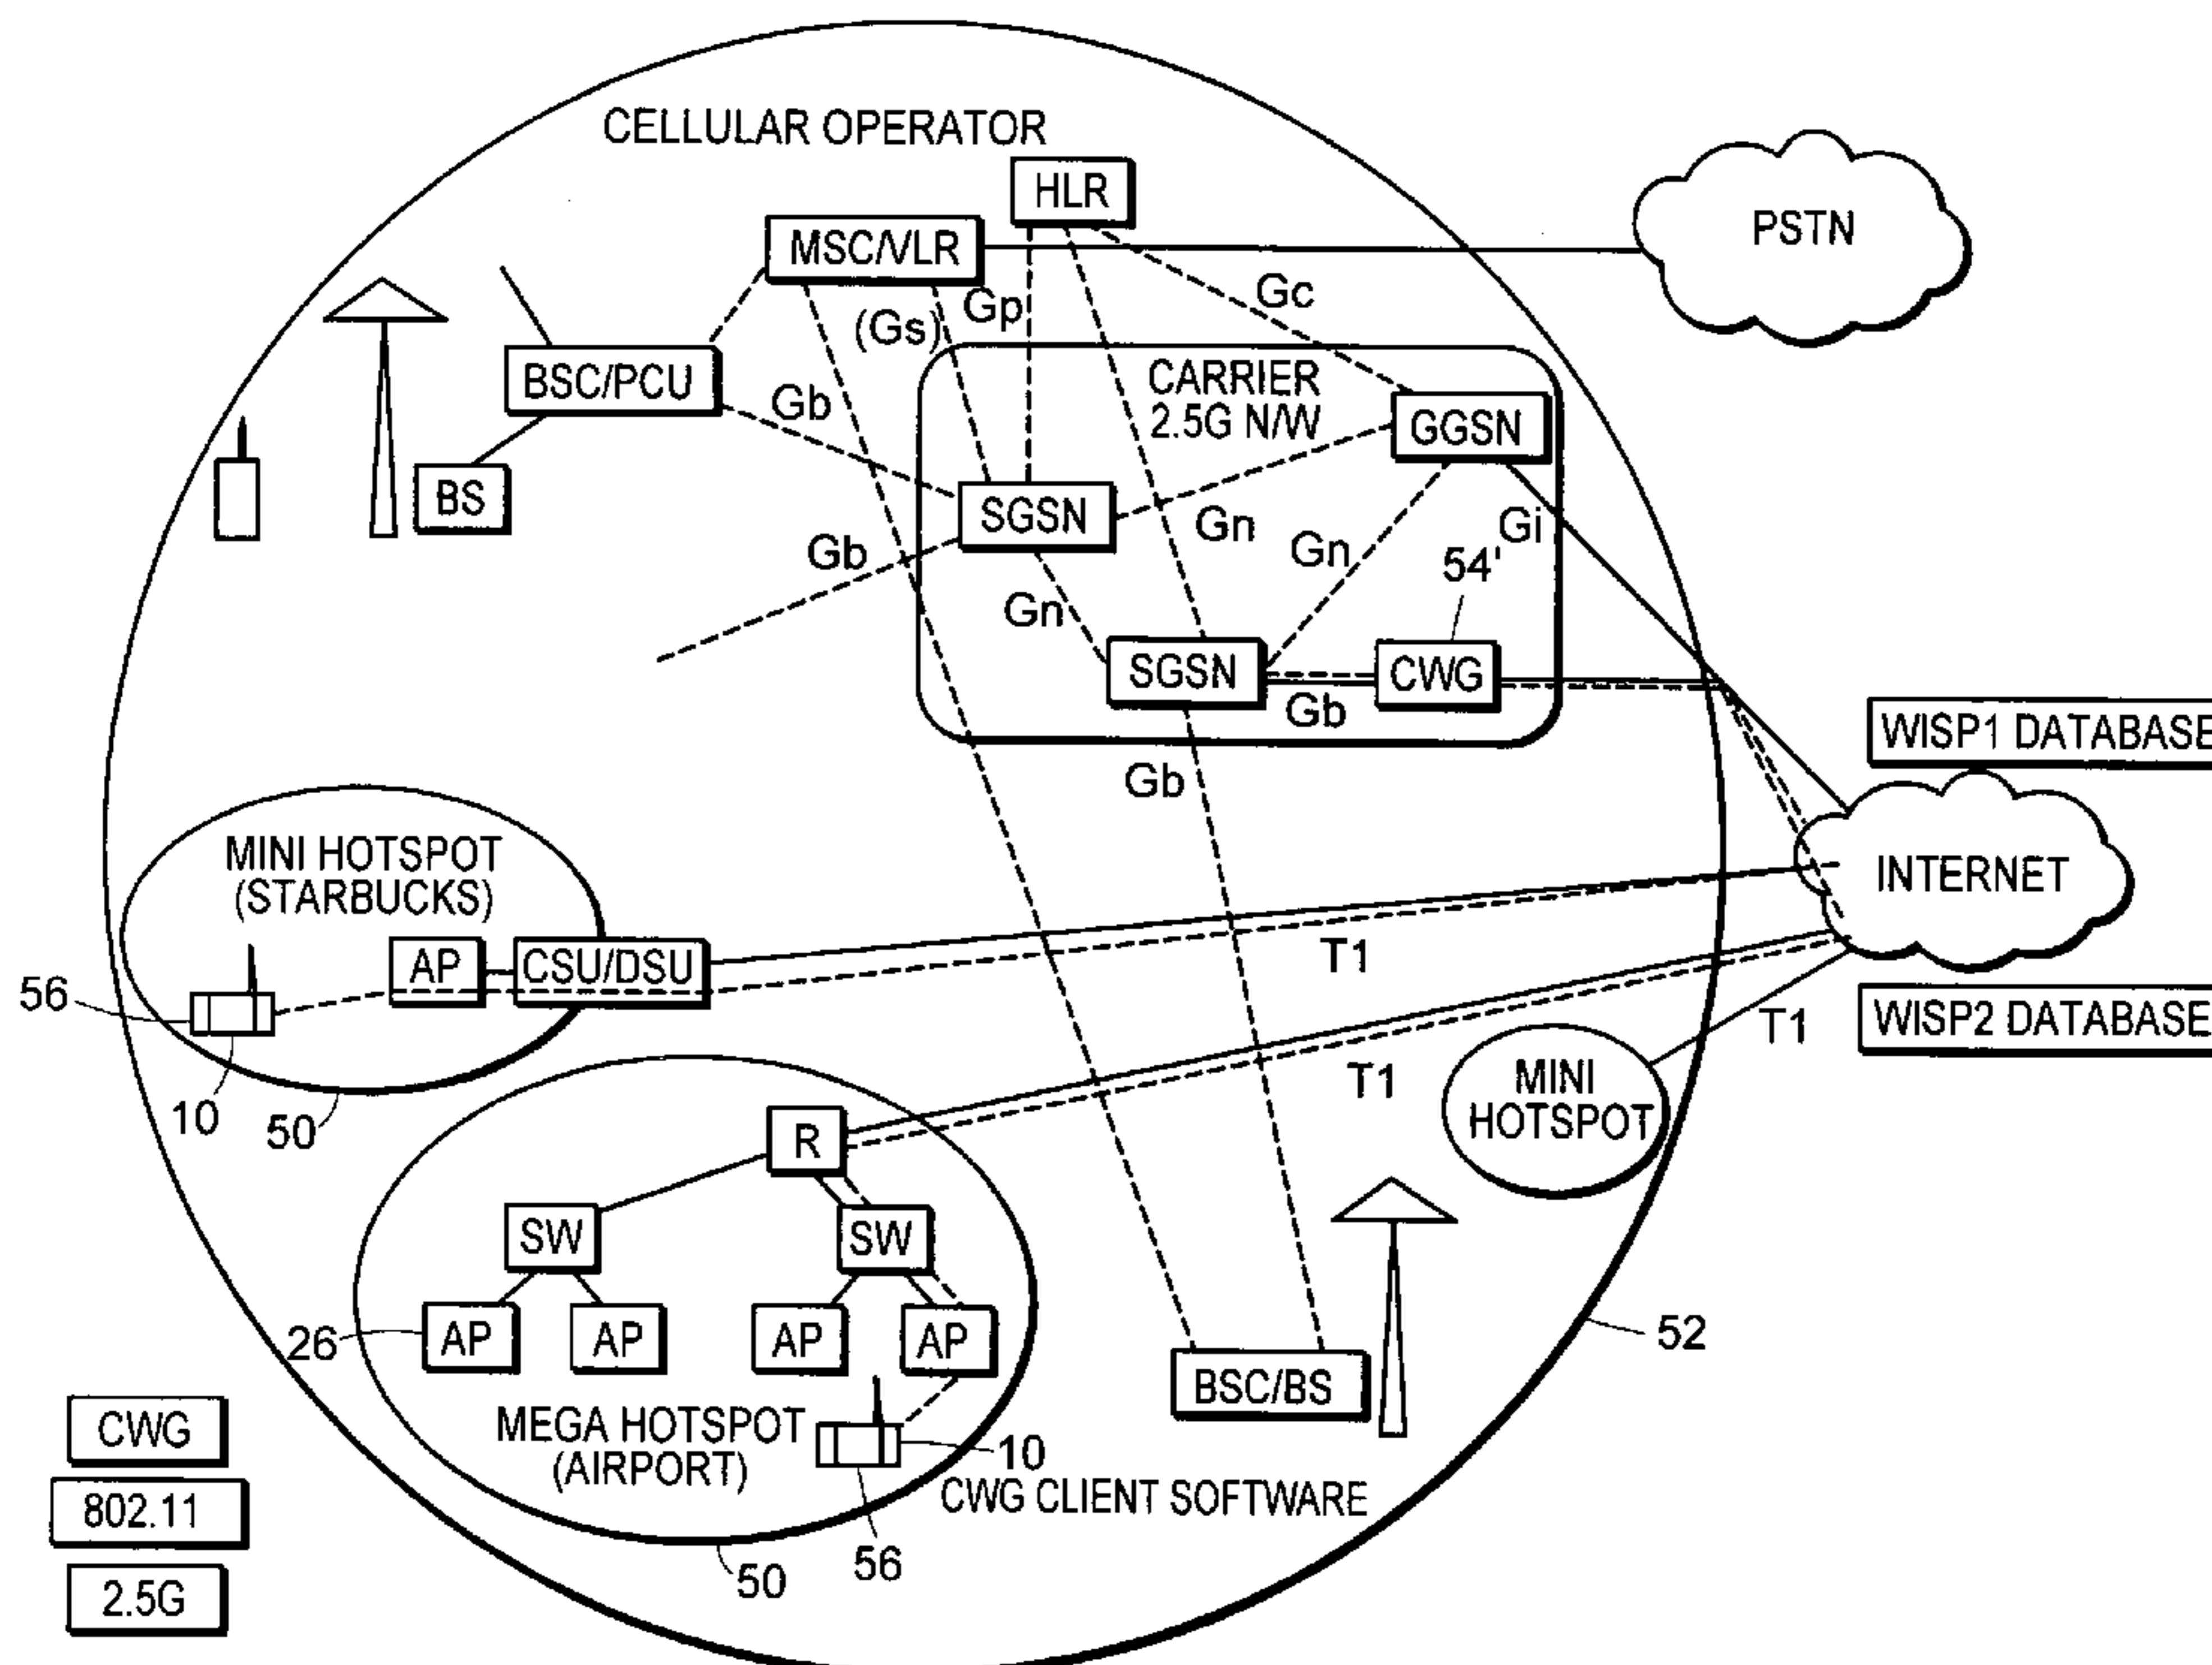 CELLULAR OPERATOR
HLR
MSC/VLR
PSTN
(Gs)
Gp
Gc
BSC/PCU
Gb
CARRIER
2.5G N/W
GGSN
BS
SGSN
Gn
Gn
Gi
Gb
54'
Gn
SGSN
CWG
Gb
WISP1 DATABASE
Gb
MINI HOTSPOT
(STARBUCKS)
INTERNET
AP
CSU/DSU
T1
56
WISP2 DATABASE
T1
10
50
T1
MINI
HOTSPOT
R
SW
SW
26
AP
AP
AP
AP
52
BSC/BS
CWG
MEGA HOTSPOT
(AIRPORT)
10
CWG CLIENT SOFTWARE
802.11
56
50
2.5G